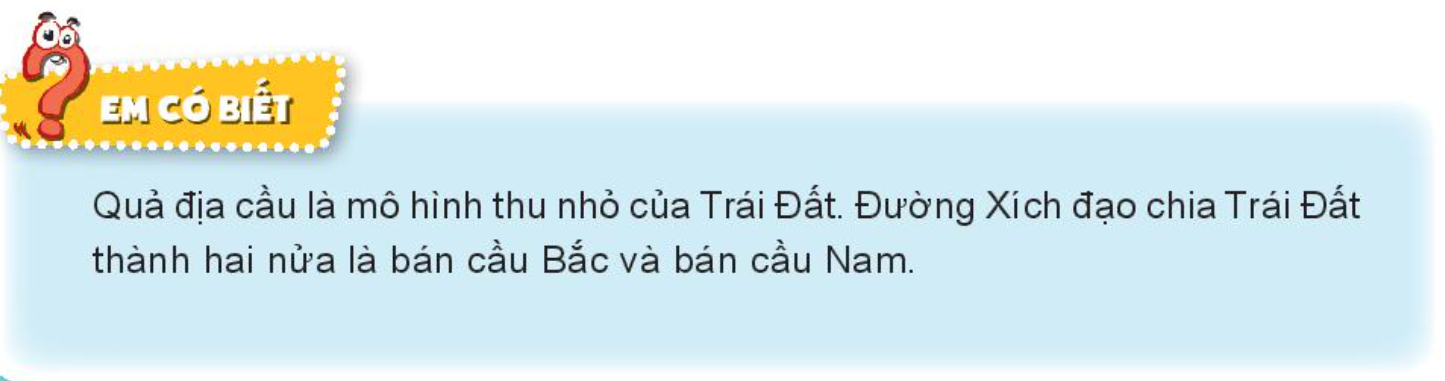 EM CÓ BIẾT
Quả địa cầu là mô hình thu nhỏ của Trái Đất. Đường Xích đạo chia Trái Đất
thành hai nửa là bán cầu Bắc và bán cầu Nam.